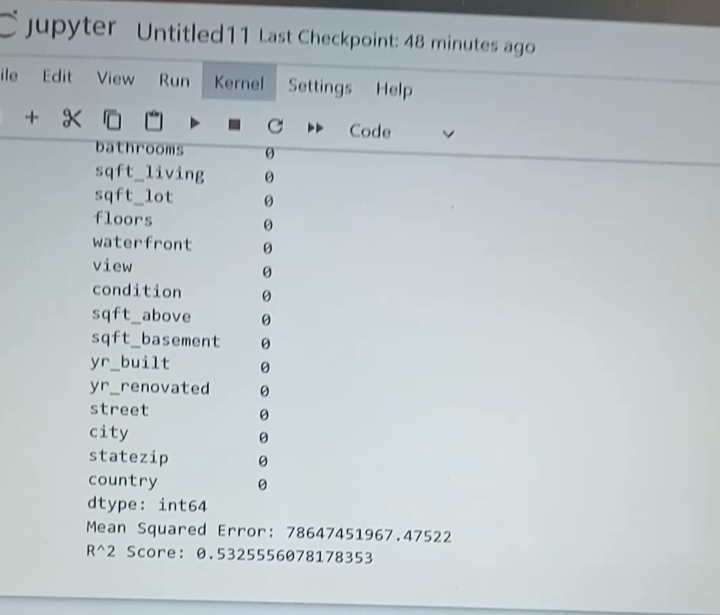 jupyter Untitled11 Last Checkpoint: 48 minutes ago
ile Edit View Run Kernel Settings Help
Code
bathrooms 0
sqft_living 0
sqft_lot 0
floors 0
waterfront 0
view 0
condition 0
sqft_above 0
sqft_basement 0
yr_built 0
yr_renovated 0
street 0
city 0
statezip 0
country 0
dtype: int64
Mean Squared Error: 78647451967.47522
R^2 Score: 0.5325556078178353